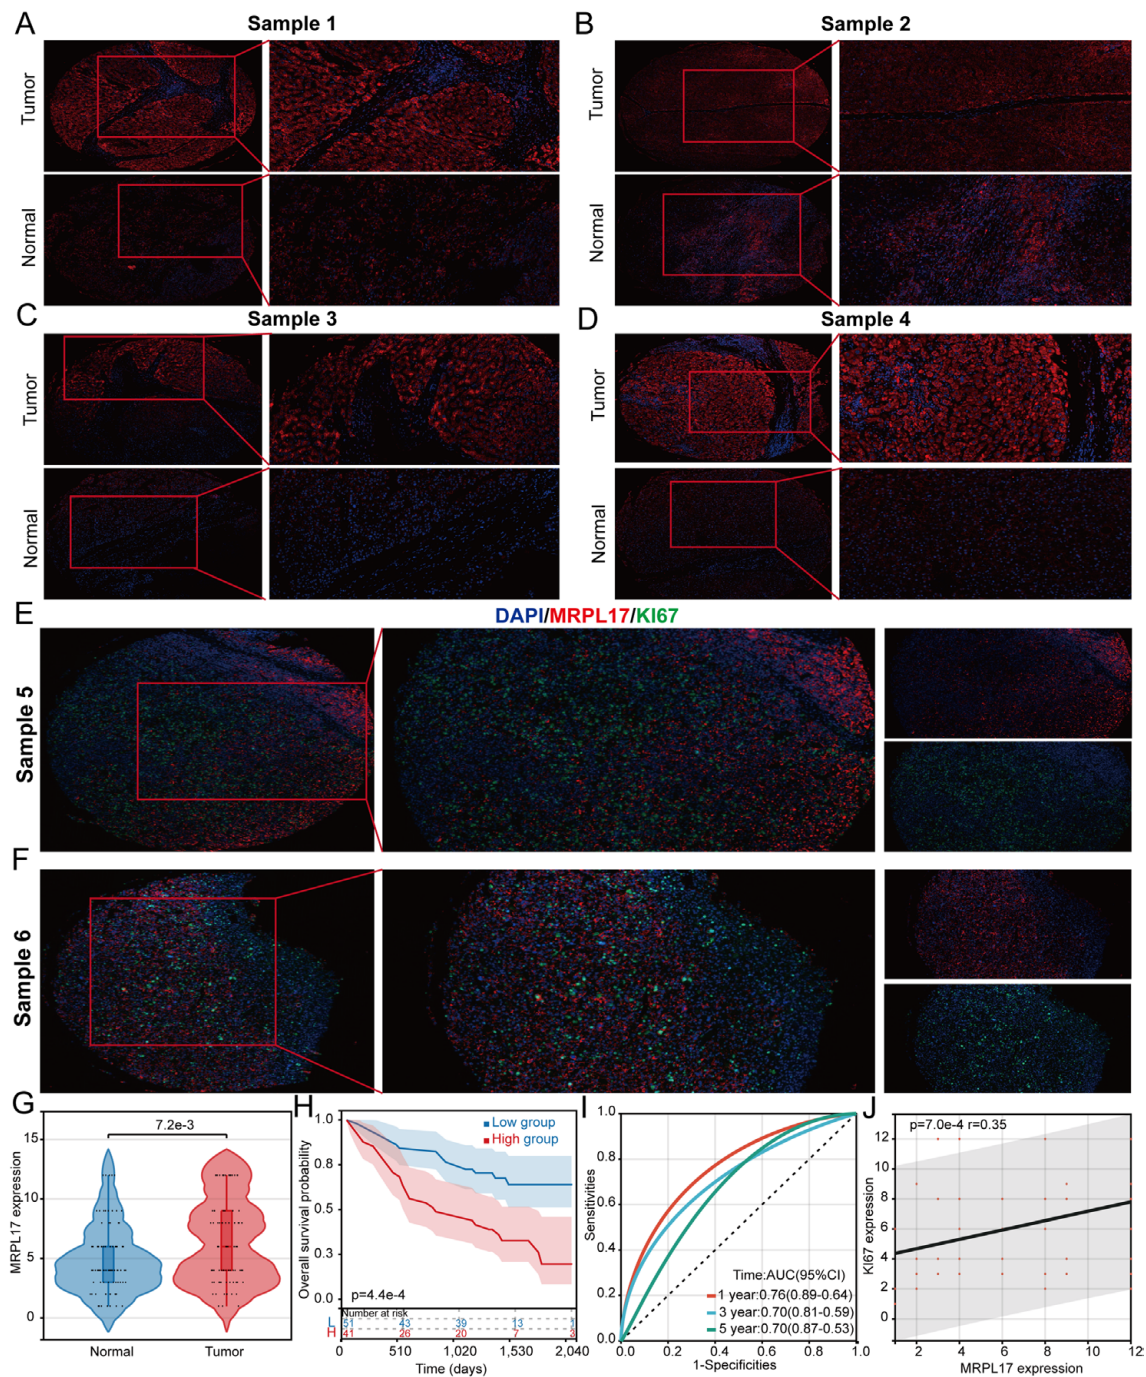 A
Sample 1
B
Sample 2
Tumor
Tumor
Normal
Normal
C
Sample 3
D
Sample 4
Tumor
Tumor
Normal
Normal
E
DAPI/MRPL17/KI67
Sample 5
F
Sample 6
G
MRPL17 expression
15
10
5
0
7.2e-3
Normal
Tumor
H
Overall survival probability
1.0
0.8
0.5
0.3
0.0
Low group
High group
p=4.4e-4
Number at risk
L 51 43 39 13 1
H 41 26 20 7 3
0 510 1,020 1,530 2,040
Time (days)
I
Sensitivities
1.0
0.8
0.6
0.4
0.2
0.0
Time:AUC(95%CI)
1 year:0.76(0.89-0.64)
3 year:0.70(0.81-0.59)
5 year:0.70(0.87-0.53)
0.0 0.2 0.4 0.6 0.8 1.0
1-Specificities
J
p=7.0e-4 r=0.35
KI67 expression
12
10
8
6
4
2
0
2 4 6 8 10 12
MRPL17 expression